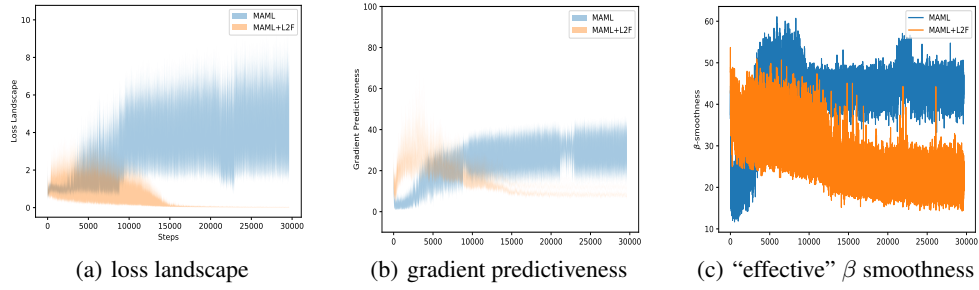 MAML
MAML+L2F
Loss Landscape
10
8
6
4
2
0
0 5000 10000 15000 20000 25000 30000
Steps
(a) loss landscape
MAML
MAML+L2F
Gradient Predictiveness
100
80
60
40
20
0
0 5000 10000 15000 20000 25000 30000
(b) gradient predictiveness
MAML
MAML+L2F
β-smoothness
60
50
40
30
20
10
0 5000 10000 15000 20000 25000 30000
(c) “effective” β smoothness